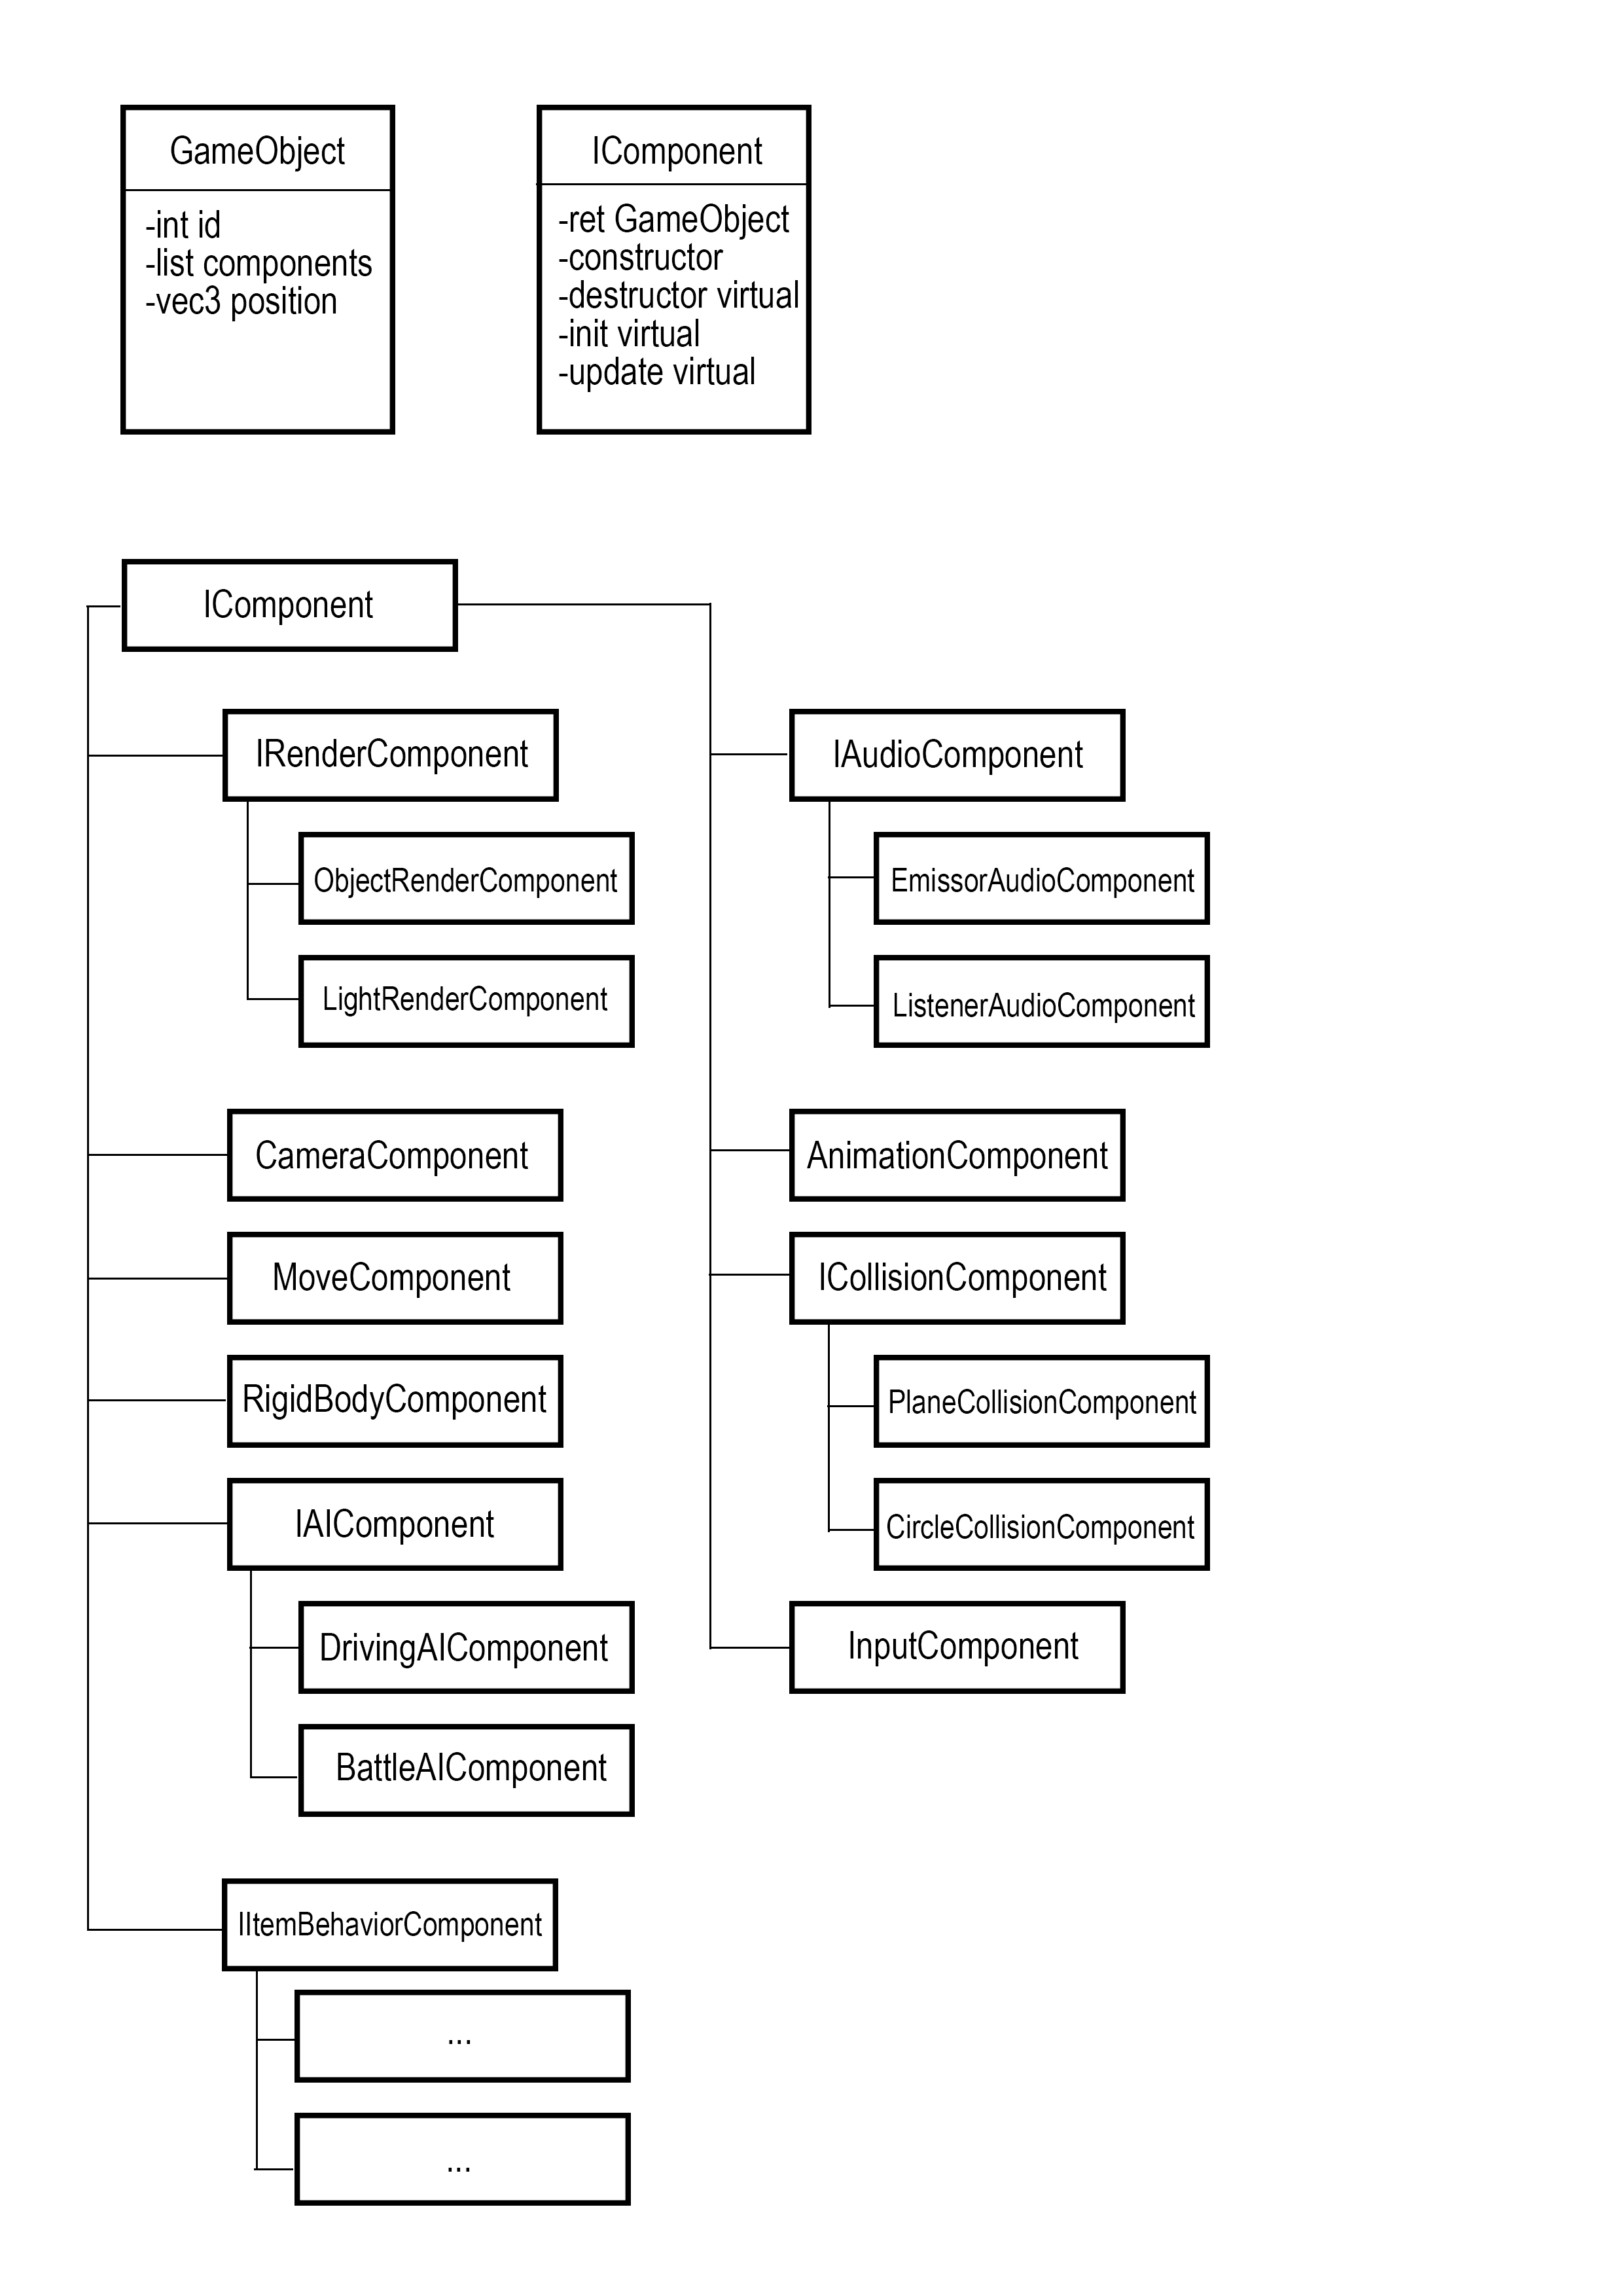 GameObject
-int id
-list components
-vec3 position
IComponent
-ret GameObject
-constructor
-destructor virtual
-init virtual
-update virtual
IComponent
IRenderComponent
ObjectRenderComponent
LightRenderComponent
CameraComponent
MoveComponent
RigidBodyComponent
IAIComponent
DrivingAIComponent
BattleAIComponent
IItemBehaviorComponent
...
...
IAudioComponent
EmissorAudioComponent
ListenerAudioComponent
AnimationComponent
ICollisionComponent
PlaneCollisionComponent
CircleCollisionComponent
InputComponent